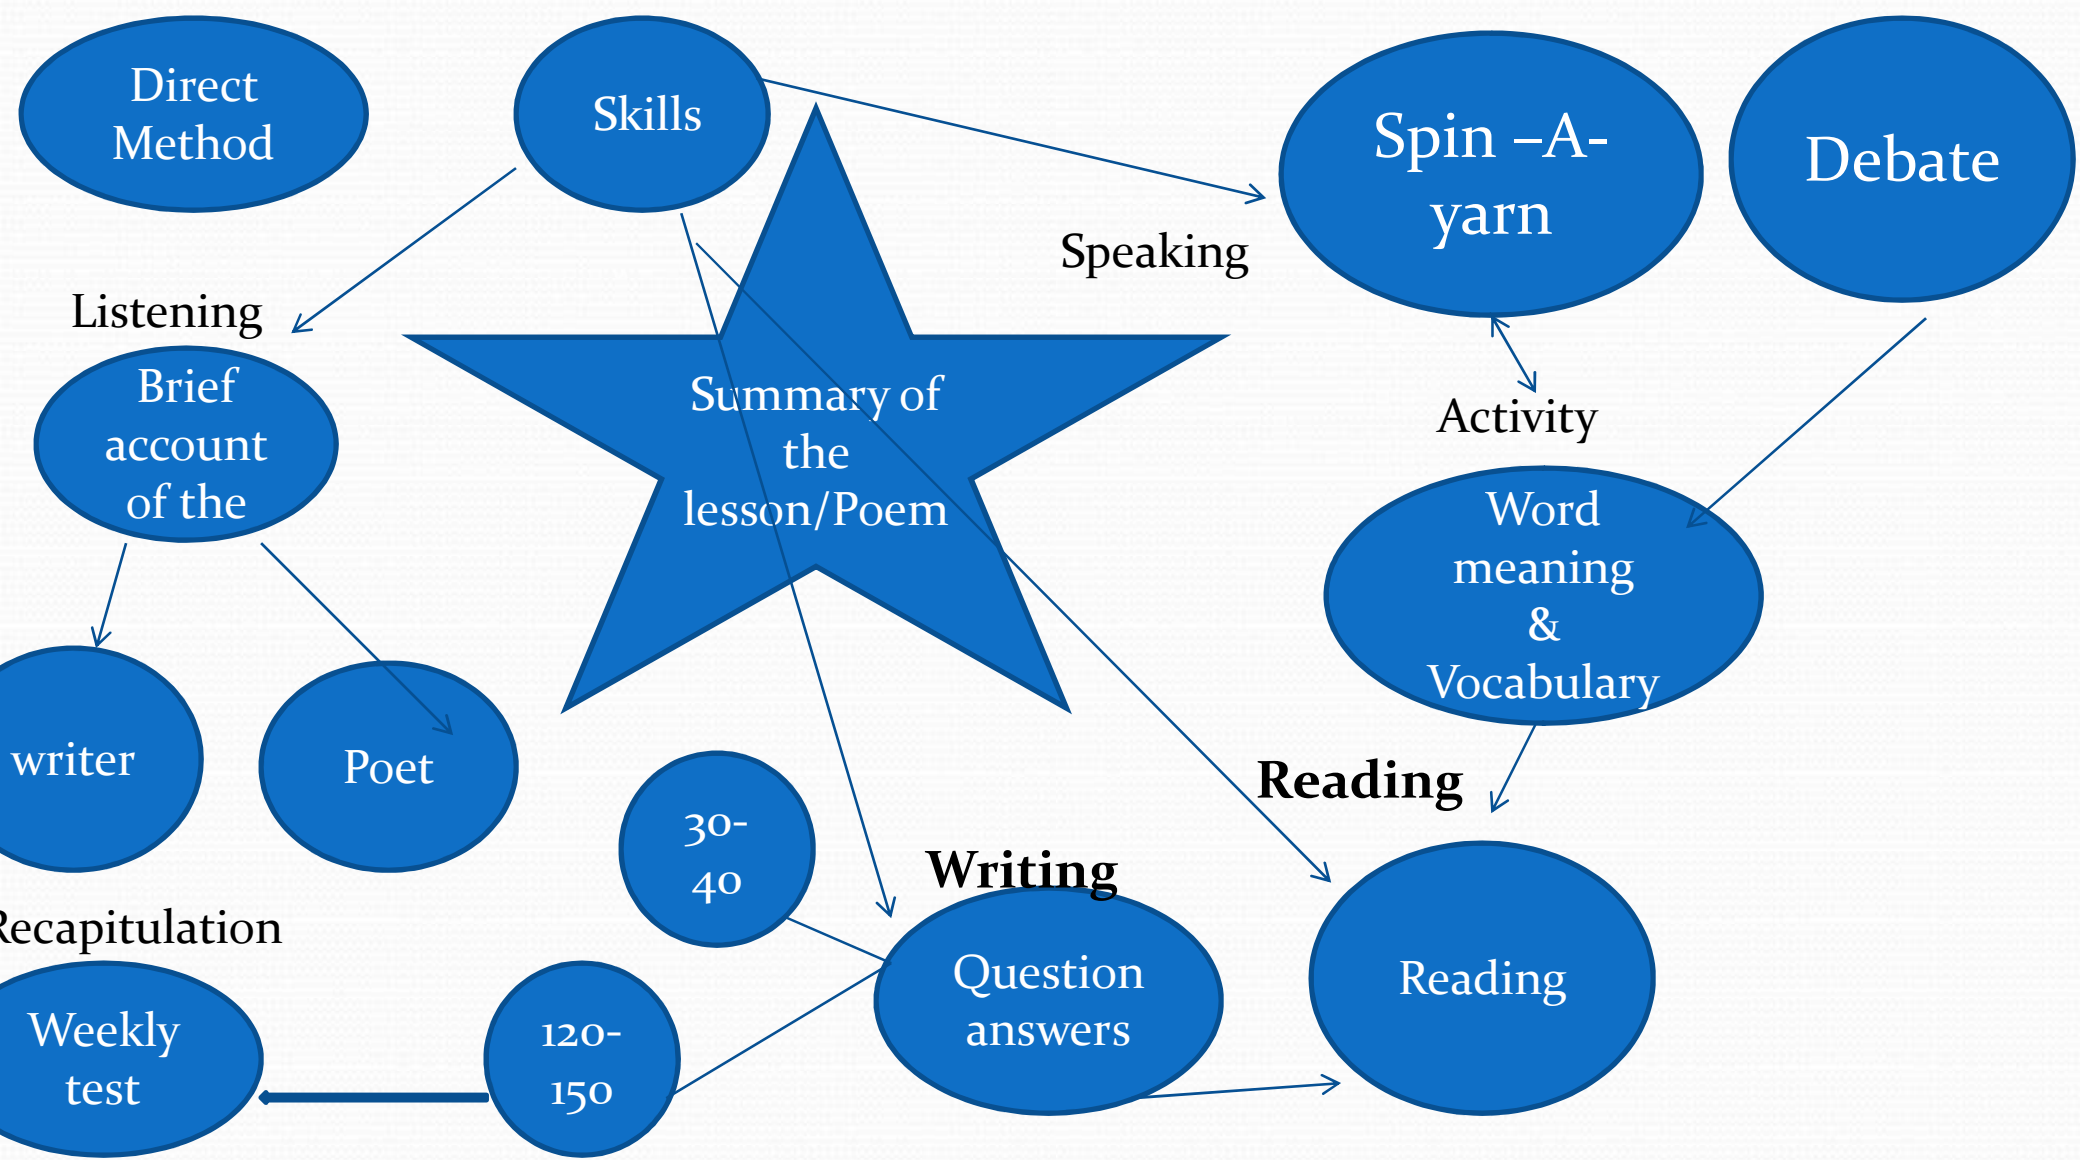 Direct
Method
Skills
Spin –A-
yarn
Debate
Speaking
Listening
Brief
account
of the
Summary of
the
lesson/Poem
Activity
Word
meaning
&
Vocabulary
writer
Poet
Reading
30-
40
Writing
Recapitulation
Question
answers
Reading
Weekly
test
120-
150